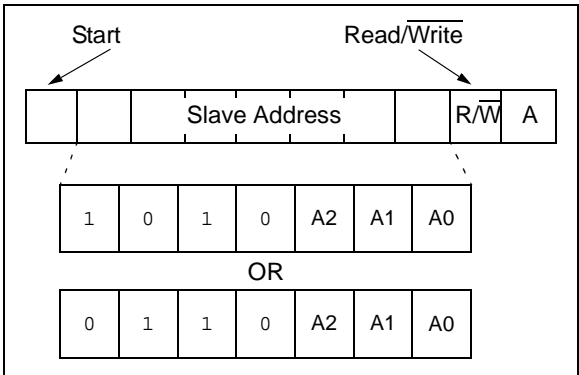 Start Read/Write
Slave Address R/W A
1 0 1 0 A2 A1 A0
OR
0 1 1 0 A2 A1 A0